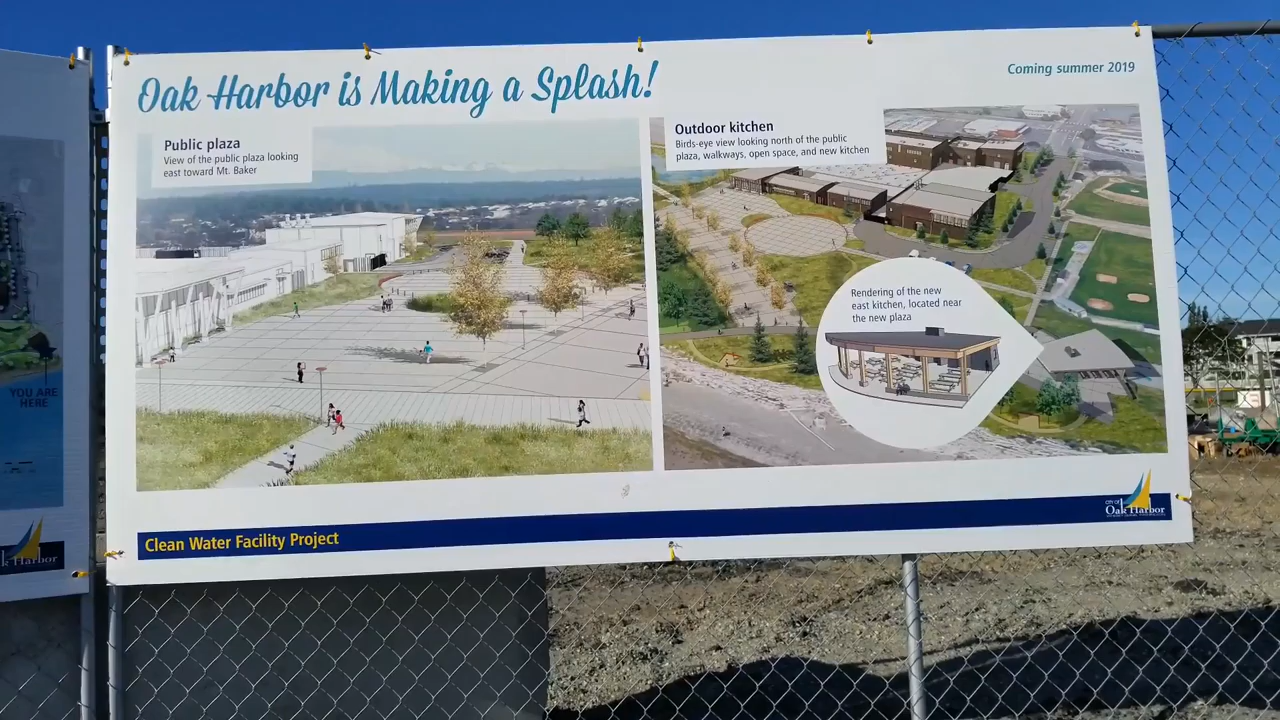 Oak Harbor is Making a Splash!
Coming summer 2019
Public plaza
View of the public plaza looking
east toward Mt. Baker
Outdoor kitchen
Birds-eye view looking north of the public
plaza, walkways, open space, and new kitchen
Rendering of the new
east kitchen, located near
the new plaza
YOU ARE
HERE
Clean Water Facility Project
CITY OF
Oak Harbor
k Harbor